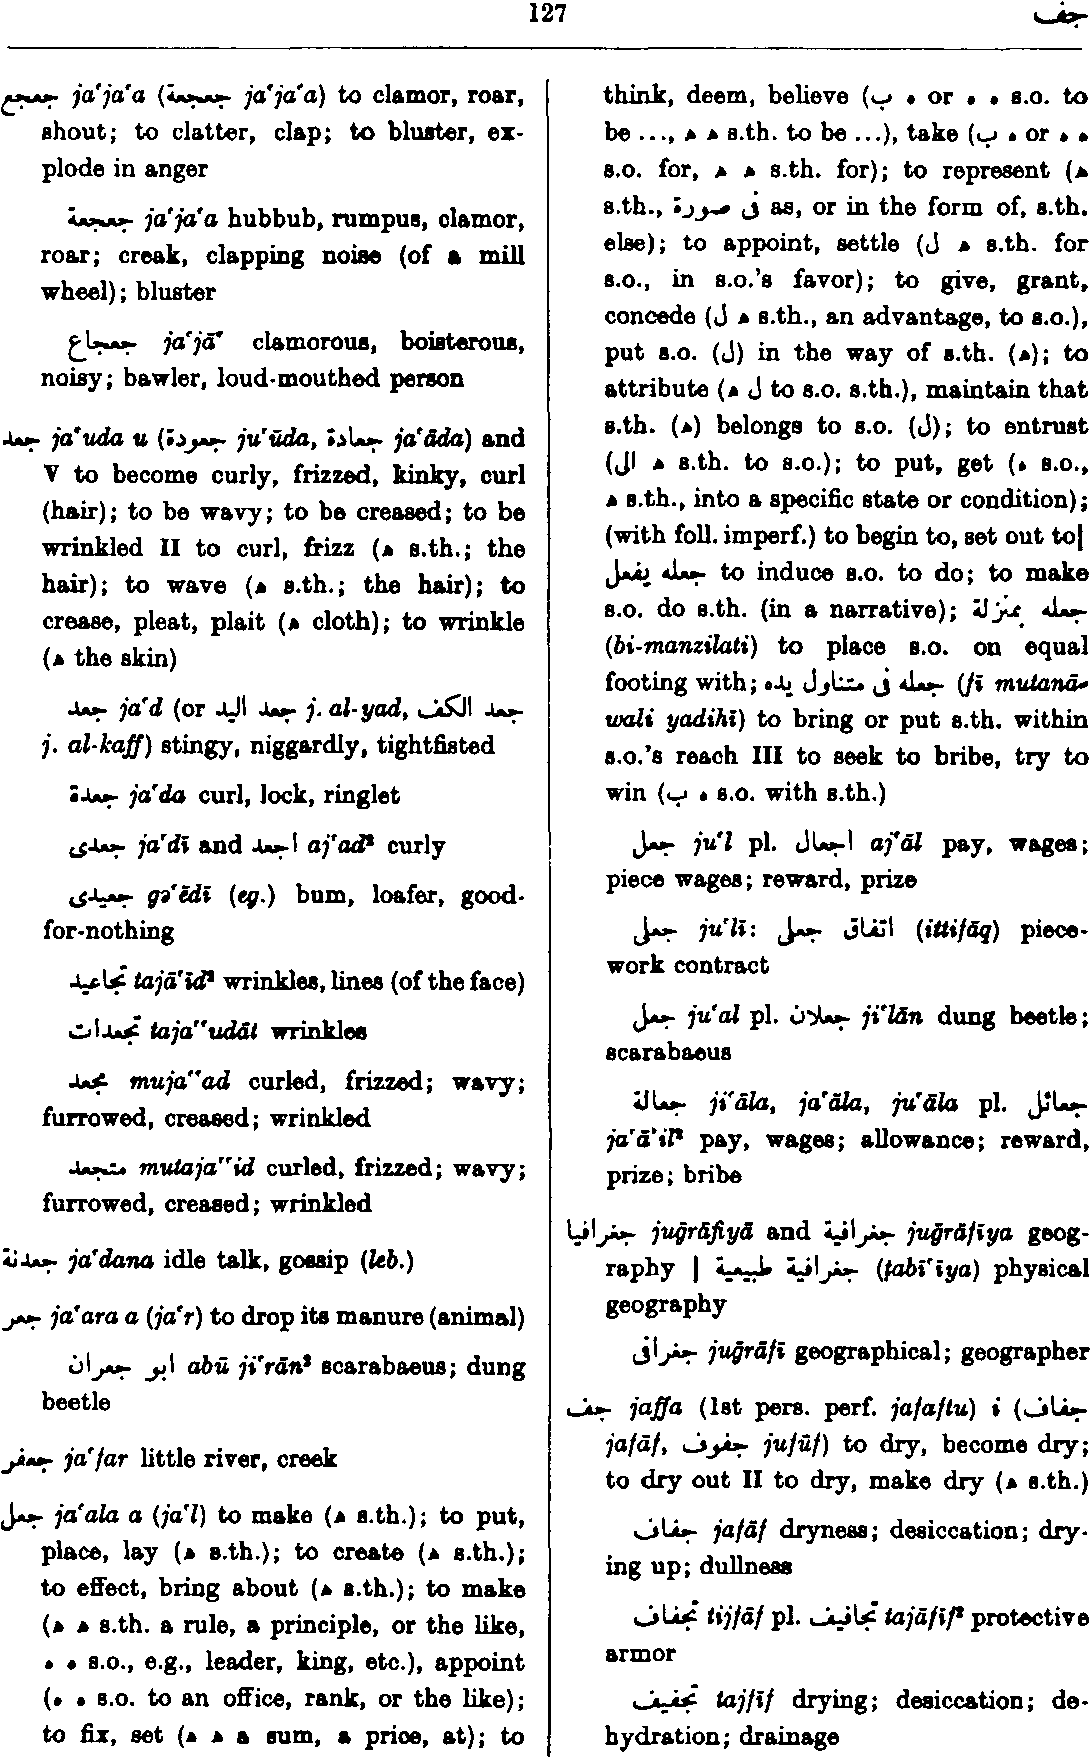 127
جف
جعجع ja‘ja‘a (جعجعة ja‘ja‘a) to clamor, roar,
shout; to clatter, clap; to bluster, ex-
plode in anger
جعجعة ja‘ja‘a hubbub, rumpus, clamor,
roar; creak, clapping noise (of a mill
wheel); bluster
جعجاع ja‘jā‘ clamorous, boisterous,
noisy; bawler, loud-mouthed person
جعد ja‘uda u (جعودة ju‘ūda, جعادة ja‘āda) and
V to become curly, frizzed, kinky, curl
(hair); to be wavy; to be creased; to be
wrinkled II to curl, frizz (ه s.th.; the
hair); to wave (ه s.th.; the hair); to
crease, pleat, plait (ه cloth); to wrinkle
(ه the skin)
جعد ja‘d (or جعد اليد j. al-yad, جعد الكف
j. al-kaff) stingy, niggardly, tightfisted
جعدة ja‘da curl, lock, ringlet
جعدى ja‘dī and اجعد aj‘ad² curly
جعيدى gə‘ēdī (eg.) bum, loafer, good-
for-nothing
تجاعيد tajā‘īd² wrinkles, lines (of the face)
تجعدات taja‘‘udāt wrinkles
مجعد muja‘‘ad curled, frizzed; wavy;
furrowed, creased; wrinkled
متجعد mutaja‘‘id curled, frizzed; wavy;
furrowed, creased; wrinkled
جعدنة ja‘dana idle talk, gossip (leb.)
جعر ja‘ara a (ja‘r) to drop its manure (animal)
ابو جعران abū ji‘rān² scarabaeus; dung
beetle
جعفر ja‘far little river, creek
جعل ja‘ala a (ja‘l) to make (ه s.th.); to put,
place, lay (ه s.th.); to create (ه s.th.);
to effect, bring about (ه s.th.); to make
(ه ه s.th. a rule, a principle, or the like,
ه ه s.o., e.g., leader, king, etc.), appoint
(ه ه s.o. to an office, rank, or the like);
to fix, set (ه ه a sum, a price, at); to
think, deem, believe (ه ب or ه ه s.o. to
be ..., ه ه s.th. to be ...), take (ه ب or ه ه
s.o. for, ه ه s.th. for); to represent (ه
s.th., فى صورة as, or in the form of, s.th.
else); to appoint, settle (ه ل s.th. for
s.o., in s.o.'s favor); to give, grant,
concede (ه ل s.th., an advantage, to s.o.),
put s.o. (ل) in the way of s.th. (ه); to
attribute (ل ه to s.o. s.th.), maintain that
s.th. (ه) belongs to s.o. (ل); to entrust
(ه الى s.th. to s.o.); to put, get (ه s.o.,
ه s.th., into a specific state or condition);
(with foll. imperf.) to begin to, set out to|
جعله يفعل to induce s.o. to do; to make
s.o. do s.th. (in a narrative); جعله بمنزلة
(bi-manzilati) to place s.o. on equal
footing with; جعله فى متناول يده (fī mutanā-
wali yadihī) to bring or put s.th. within
s.o.'s reach III to seek to bribe, try to
win (ه ب s.o. with s.th.)
جعل ju‘l pl. اجعال aj‘āl pay, wages;
piece wages; reward, prize
جعلى ju‘lī: اتفاق جعلى (ittifāq) piece-
work contract
جعل ju‘al pl. جعلان ji‘lān dung beetle;
scarabaeus
جعالة ji‘āla, ja‘āla, ju‘āla pl. جعائل
ja‘ā’il² pay, wages; allowance; reward,
prize; bribe
جغرافيا juḡrāfiyā and جغرافية juḡrāfīya geog-
raphy | جغرافية طبيعية (ṭabī‘īya) physical
geography
جغرافى juḡrāfī geographical; geographer
جف jaffa (1st pers. perf. jafaftu) i (جفاف
jafāf, جفوف jufūf) to dry, become dry;
to dry out II to dry, make dry (ه s.th.)
جفاف jafāf dryness; desiccation; dry-
ing up; dullness
تجفاف tijfāf pl. تجافيف tajāfīf² protective
armor
تجفيف tajfīf drying; desiccation; de-
hydration; drainage